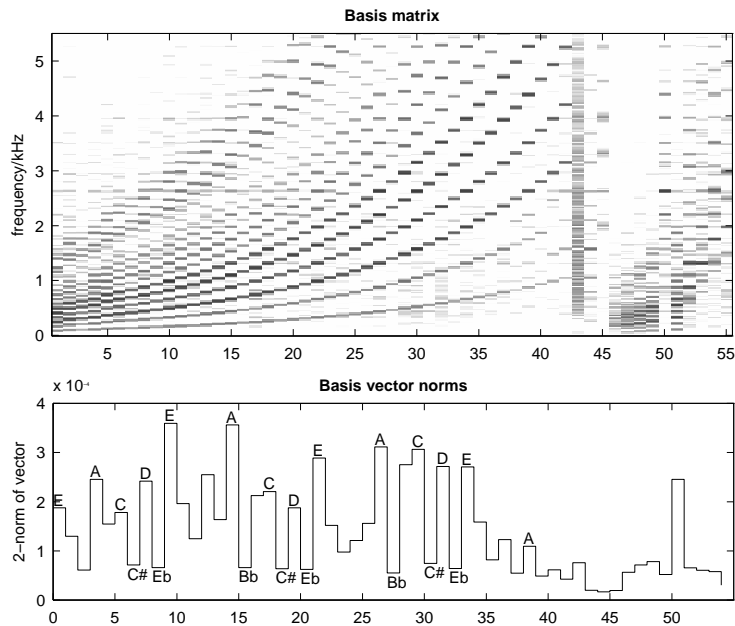 Basis matrix
frequency/kHz
5
4
3
2
1
0
5 10 15 20 25 30 35 40 45 50 55
Basis vector norms
x 10⁻⁴
2−norm of vector
4
3
2
1
0
E A C C# D Eb E A Bb C C# D Eb E A Bb C C# D Eb E A
0 5 10 15 20 25 30 35 40 45 50